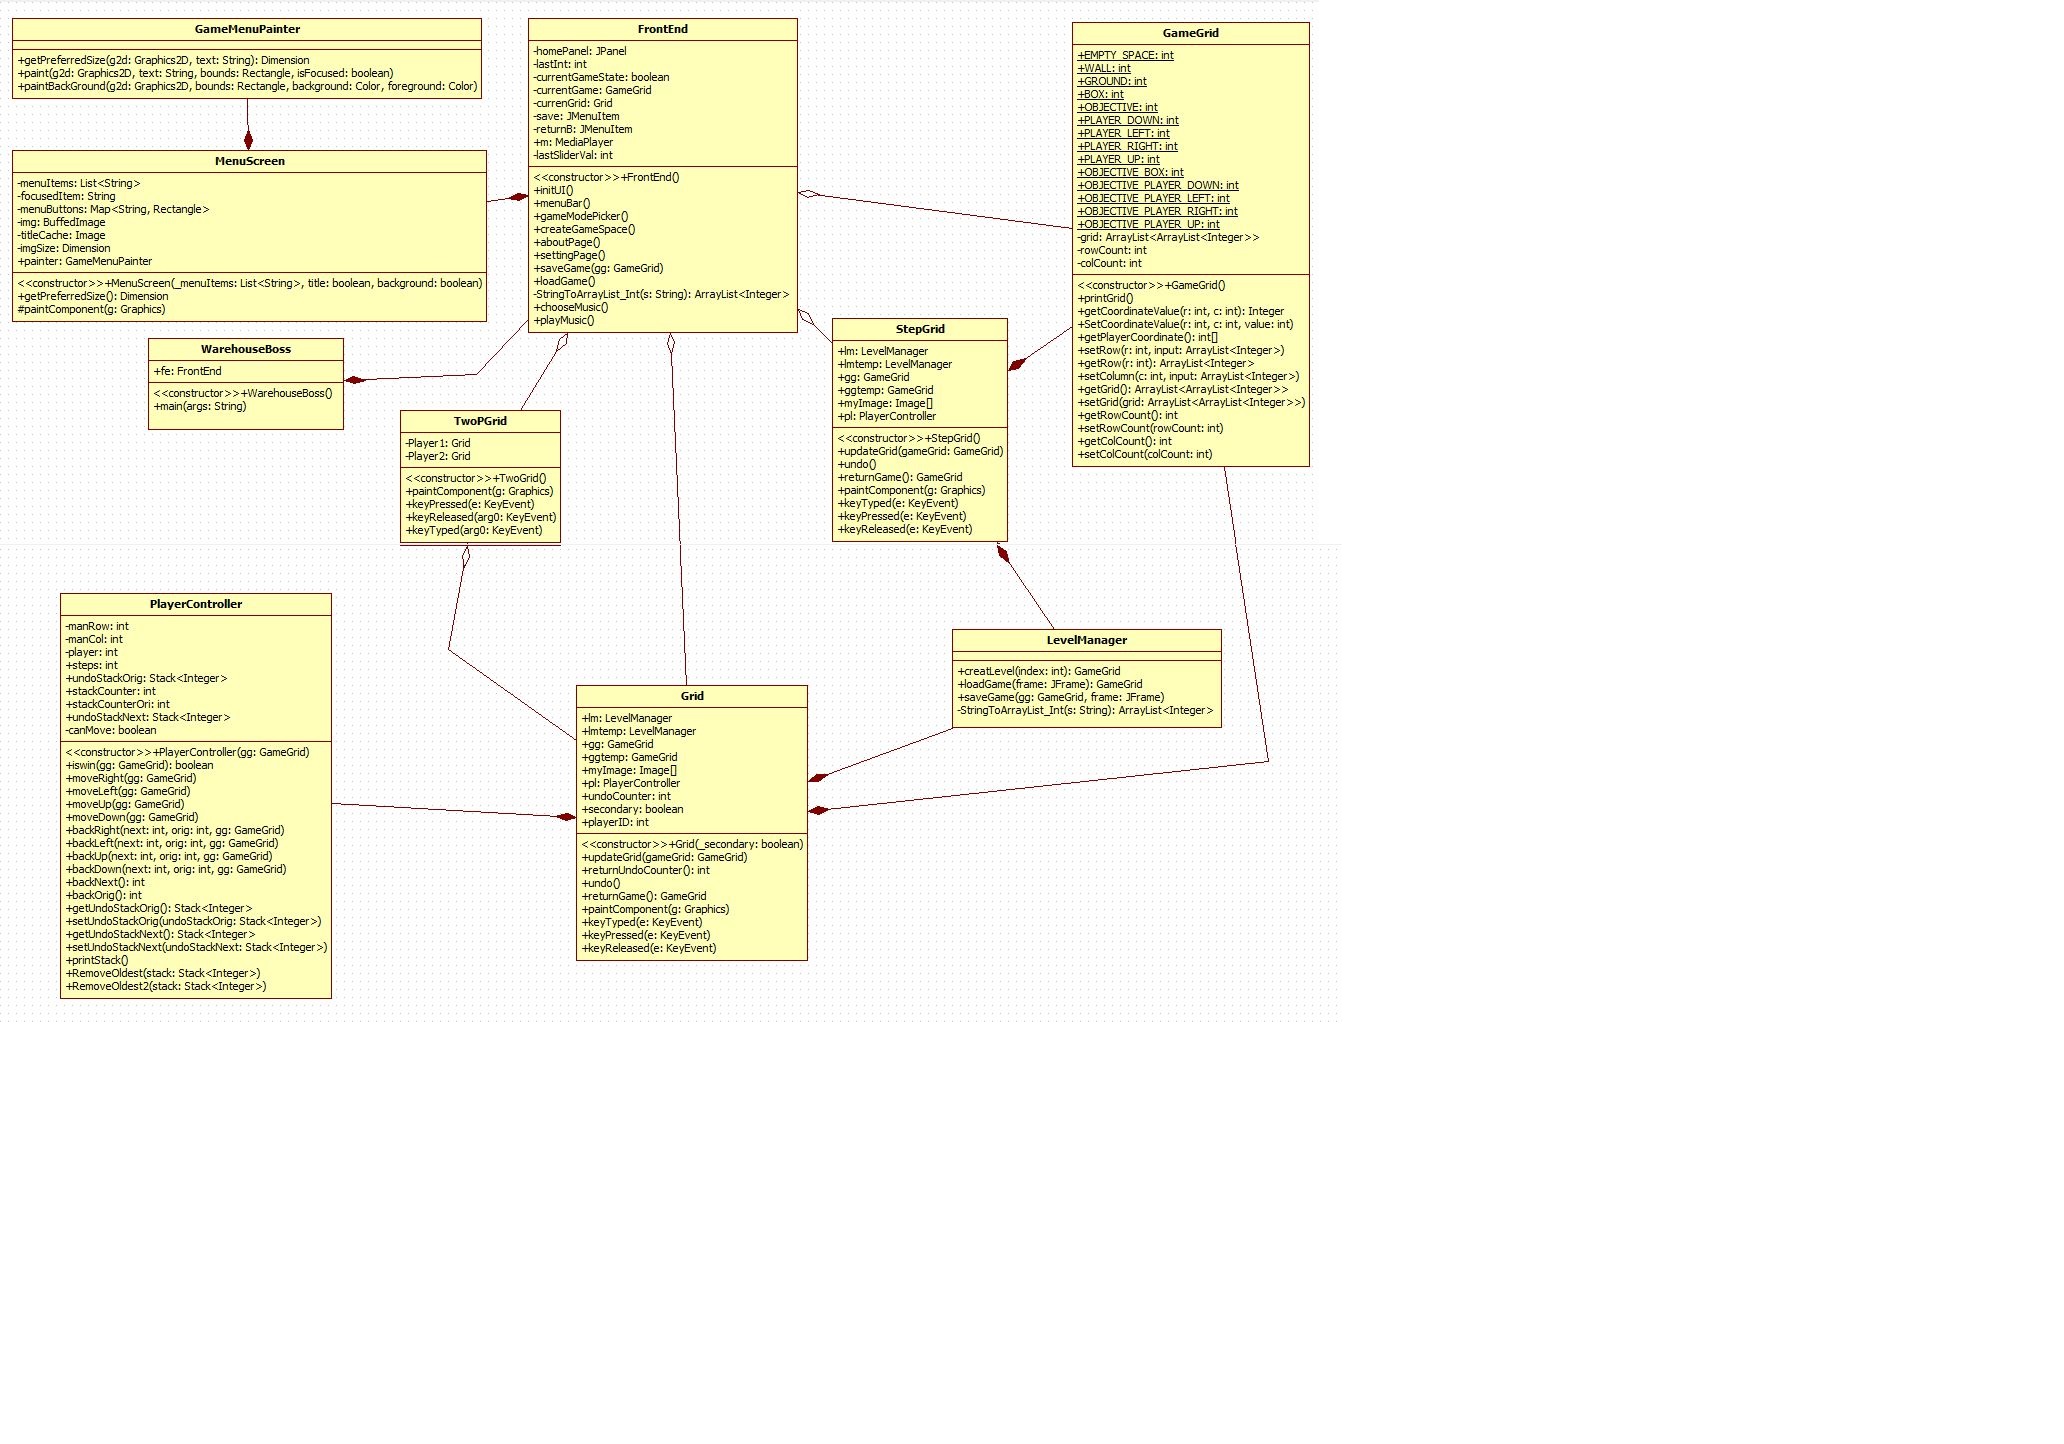 GameMenuPainter
+getPreferredSize(g2d: Graphics2D, text: String): Dimension
+paint(g2d: Graphics2D, text: String, bounds: Rectangle, isFocused: boolean)
+paintBackGround(g2d: Graphics2D, bounds: Rectangle, background: Color, foreground: Color)
MenuScreen
-menuItems: List<String>
-focusedItem: String
-menuButtons: Map<String, Rectangle>
-img: BuffedImage
-titleCache: Image
-imgSize: Dimension
+painter: GameMenuPainter
<<constructor>>+MenuScreen(_menuItems: List<String>, title: boolean, background: boolean)
+getPreferredSize(): Dimension
#paintComponent(g: Graphics)
WarehouseBoss
+fe: FrontEnd
<<constructor>>+WarehouseBoss()
+main(args: String)
FrontEnd
-homePanel: JPanel
-lastInt: int
-currentGameState: boolean
-currentGame: GameGrid
-currenGrid: Grid
-save: JMenuItem
-returnB: JMenuItem
+m: MediaPlayer
-lastSliderVal: int
<<constructor>>+FrontEnd()
+initUI()
+menuBar()
+gameModePicker()
+createGameSpace()
+aboutPage()
+settingPage()
+saveGame(gg: GameGrid)
+loadGame()
-StringToArrayList_Int(s: String): ArrayList<Integer>
+chooseMusic()
+playMusic()
GameGrid
+EMPTY_SPACE: int
+WALL: int
+GROUND: int
+BOX: int
+OBJECTIVE: int
+PLAYER_DOWN: int
+PLAYER_LEFT: int
+PLAYER_RIGHT: int
+PLAYER_UP: int
+OBJECTIVE_BOX: int
+OBJECTIVE_PLAYER_DOWN: int
+OBJECTIVE_PLAYER_LEFT: int
+OBJECTIVE_PLAYER_RIGHT: int
+OBJECTIVE_PLAYER_UP: int
-grid: ArrayList<ArrayList<Integer>>
-rowCount: int
-colCount: int
<<constructor>>+GameGrid()
+printGrid()
+getCoordinateValue(r: int, c: int): Integer
+SetCoordinateValue(r: int, c: int, value: int)
+getPlayerCoordinate(): int[]
+setRow(r: int, input: ArrayList<Integer>)
+getRow(r: int): ArrayList<Integer>
+setColumn(c: int, input: ArrayList<Integer>)
+getGrid(): ArrayList<ArrayList<Integer>>
+setGrid(grid: ArrayList<ArrayList<Integer>>)
+getRowCount(): int
+setRowCount(rowCount: int)
+getColCount(): int
+setColCount(colCount: int)
StepGrid
+lm: LevelManager
+lmtemp: LevelManager
+gg: GameGrid
+ggtemp: GameGrid
+myImage: Image[]
+pl: PlayerController
<<constructor>>+StepGrid()
+updateGrid(gameGrid: GameGrid)
+undo()
+returnGame(): GameGrid
+paintComponent(g: Graphics)
+keyTyped(e: KeyEvent)
+keyPressed(e: KeyEvent)
+keyReleased(e: KeyEvent)
TwoPGrid
-Player1: Grid
-Player2: Grid
<<constructor>>+TwoGrid()
+paintComponent(g: Graphics)
+keyPressed(e: KeyEvent)
+keyReleased(arg0: KeyEvent)
+keyTyped(arg0: KeyEvent)
PlayerController
-manRow: int
-manCol: int
-player: int
+steps: int
+undoStackOrig: Stack<Integer>
+stackCounter: int
+stackCounterOri: int
+undoStackNext: Stack<Integer>
-canMove: boolean
<<constructor>>+PlayerController(gg: GameGrid)
+iswin(gg: GameGrid): boolean
+moveRight(gg: GameGrid)
+moveLeft(gg: GameGrid)
+moveUp(gg: GameGrid)
+moveDown(gg: GameGrid)
+backRight(next: int, orig: int, gg: GameGrid)
+backLeft(next: int, orig: int, gg: GameGrid)
+backUp(next: int, orig: int, gg: GameGrid)
+backDown(next: int, orig: int, gg: GameGrid)
+backNext(): int
+backOrig(): int
+getUndoStackOrig(): Stack<Integer>
+setUndoStackOrig(undoStackOrig: Stack<Integer>)
+getUndoStackNext(): Stack<Integer>
+setUndoStackNext(undoStackNext: Stack<Integer>)
+printStack()
+RemoveOldest(stack: Stack<Integer>)
+RemoveOldest2(stack: Stack<Integer>)
Grid
+lm: LevelManager
+lmtemp: LevelManager
+gg: GameGrid
+ggtemp: GameGrid
+myImage: Image[]
+pl: PlayerController
+undoCounter: int
+secondary: boolean
+playerID: int
<<constructor>>+Grid(_secondary: boolean)
+updateGrid(gameGrid: GameGrid)
+returnUndoCounter(): int
+undo()
+returnGame(): GameGrid
+paintComponent(g: Graphics)
+keyTyped(e: KeyEvent)
+keyPressed(e: KeyEvent)
+keyReleased(e: KeyEvent)
LevelManager
+creatLevel(index: int): GameGrid
+loadGame(frame: JFrame): GameGrid
+saveGame(gg: GameGrid, frame: JFrame)
-StringToArrayList_Int(s: String): ArrayList<Integer>